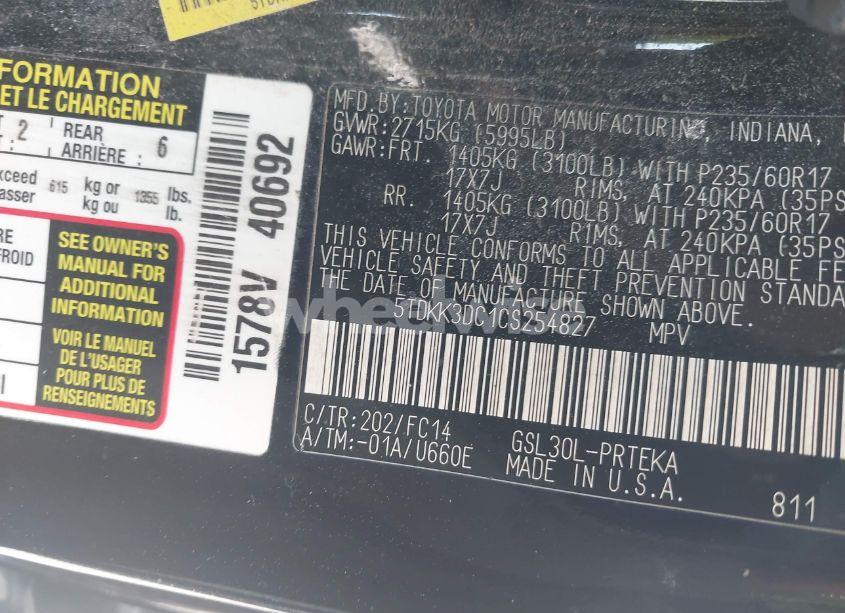 FORMATION
ET LE CHARGEMENT
2 REAR ARRIÈRE : 6
exceed 615 kg or 1355 lbs.
asser kg ou lb.
RE
FROID
SEE OWNER'S
MANUAL FOR
ADDITIONAL
INFORMATION
VOIR LE MANUEL
DE L'USAGER
POUR PLUS DE
RENSEIGNEMENTS
1578V 40692
MFD.BY:TOYOTA MOTOR MANUFACTURING, INDIANA,
GVWR:2715KG (5995LB)
GAWR:FRT. 1405KG (3100LB) WITH P235/60R17
17X7J RIMS, AT 240KPA (35PS
RR. 1405KG (3100LB) WITH P235/60R17
17X7J RIMS, AT 240KPA (35PS
THIS VEHICLE CONFORMS TO ALL APPLICABLE FE
VEHICLE SAFETY AND THEFT PREVENTION STANDA
THE DATE OF MANUFACTURE SHOWN ABOVE.
5TDKK3DC1CS254827 MPV
C/TR:202/FC14
A/TM:-01A/U660E
GSL30L-PRTEKA
MADE IN U.S.A.
811